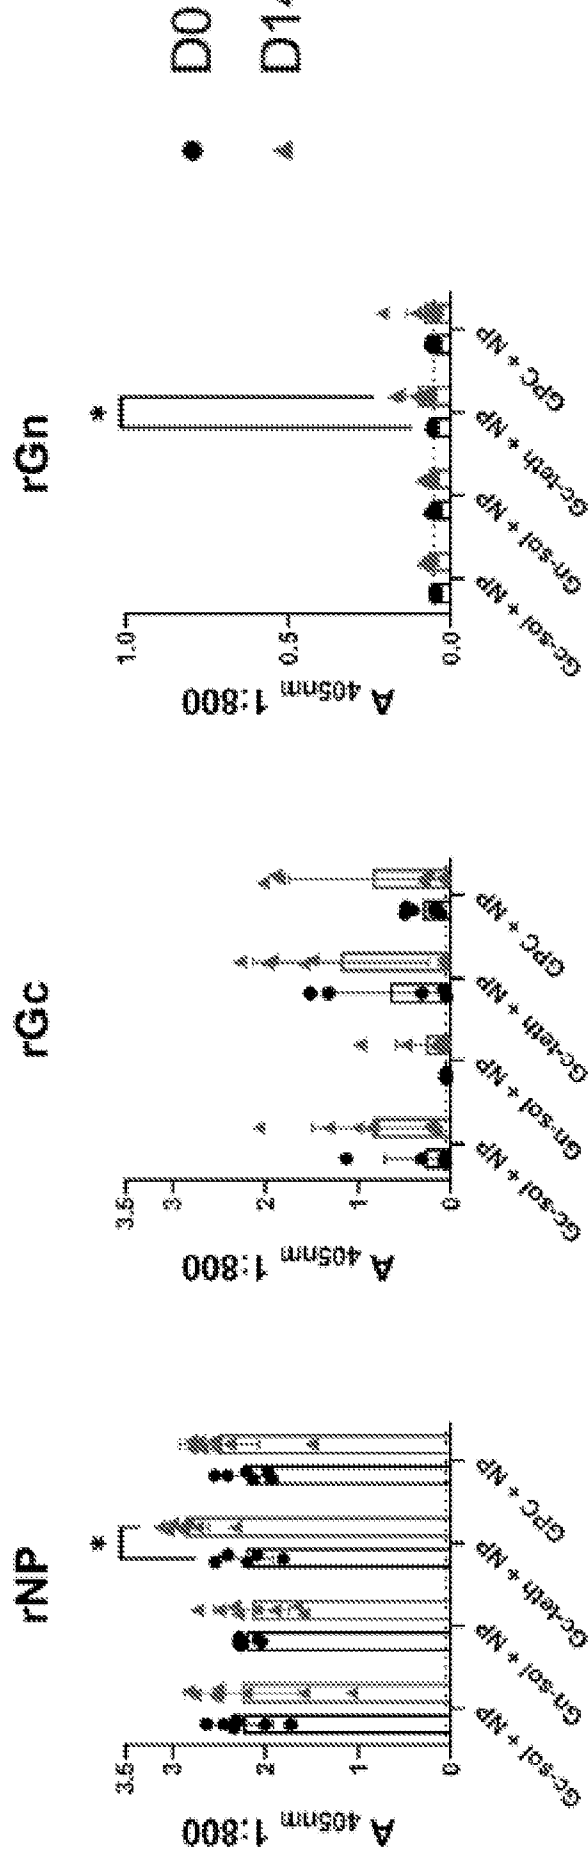 rNP
A 405nm 1:800
3.5
3
2
1
0
Gc-sol + NP
Gn-sol + NP
Gc-teth + NP
GPC + NP
*
rGc
A 405nm 1:800
3.5
3
2
1
0
Gc-sol + NP
Gn-sol + NP
Gc-teth + NP
GPC + NP
rGn
A 405nm 1:800
1.0
0.5
0.0
Gc-sol + NP
Gn-sol + NP
Gc-teth + NP
GPC + NP
*
D0
D14